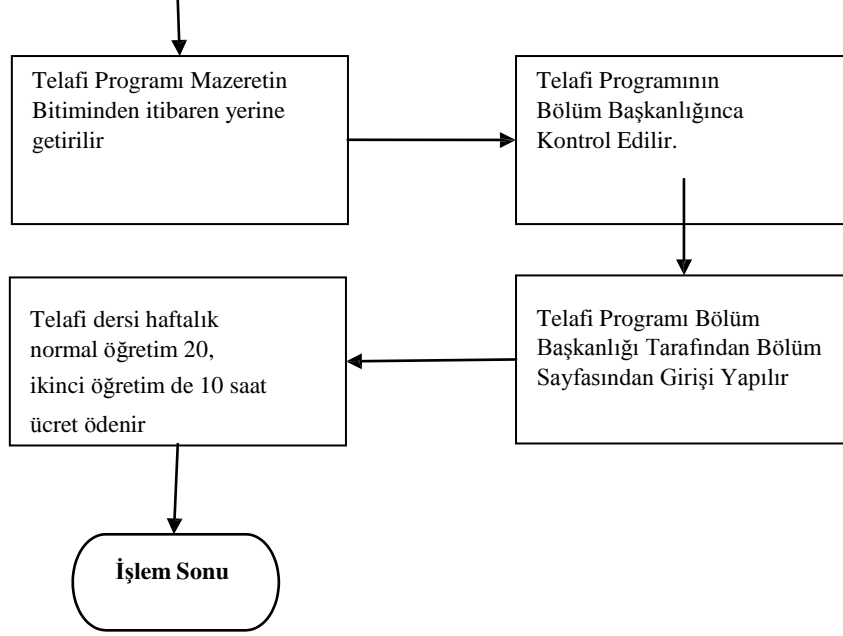 Telafi Programı Mazeretin
Bitiminden itibaren yerine
getirilir
Telafi Programının
Bölüm Başkanlığınca
Kontrol Edilir.
Telafi Programı Bölüm
Başkanlığı Tarafından Bölüm
Sayfasından Girişi Yapılır
Telafi dersi haftalık
normal öğretim 20,
ikinci öğretim de 10 saat
ücret ödenir
İşlem Sonu